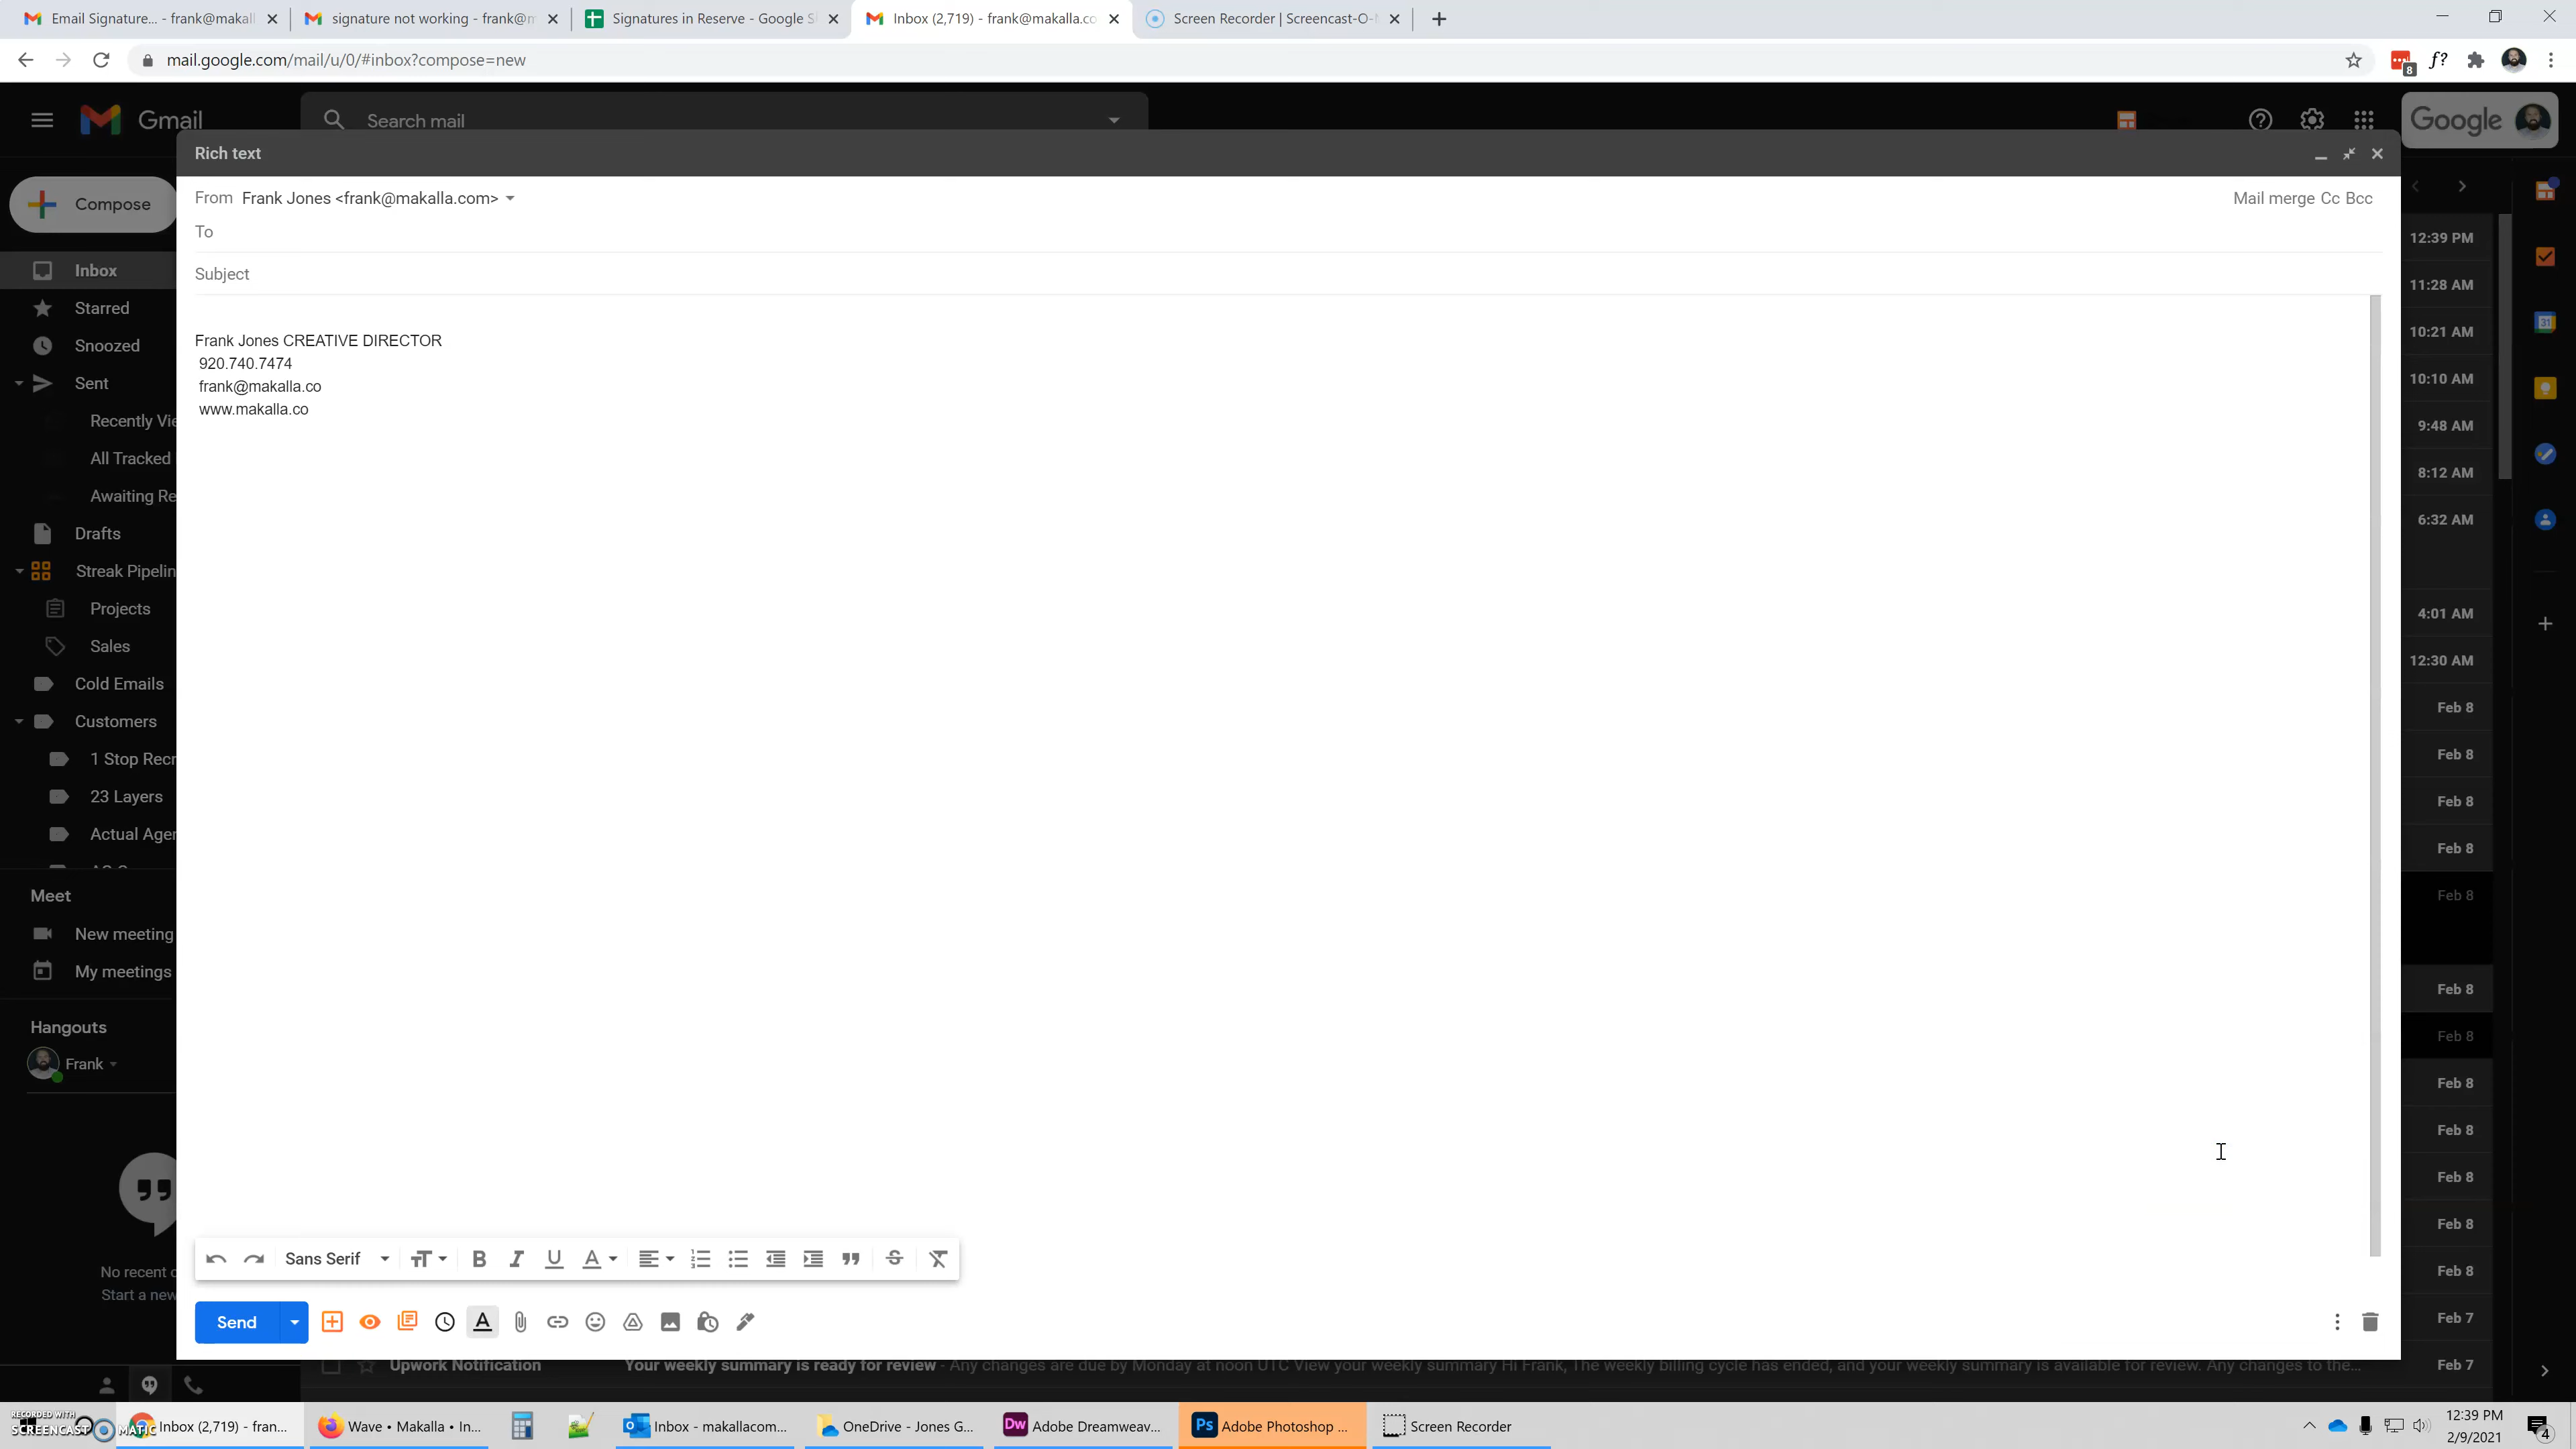 Email Signature... - frank@makall
signature not working - frank@m
Signatures in Reserve - Google S
Inbox (2,719) - frank@makalla.co
Screen Recorder | Screencast-O-
mail.google.com/mail/u/0/#inbox?compose=new
8
f?
Gmail
Search mail
Google
Rich text
Compose
From Frank Jones <frank@makalla.com>
Mail merge Cc Bcc
To
Subject
Inbox
Starred
Snoozed
Sent
Recently Vie
All Tracked
Awaiting Re
Drafts
Streak Pipelin
Projects
Sales
Cold Emails
Customers
1 Stop Recr
23 Layers
Actual Agen
Meet
New meeting
My meetings
Hangouts
Frank
No recent c
Start a new
Frank Jones CREATIVE DIRECTOR
920.740.7474
frank@makalla.co
www.makalla.co
12:39 PM
11:28 AM
10:21 AM
10:10 AM
9:48 AM
8:12 AM
6:32 AM
4:01 AM
12:30 AM
Feb 8
Feb 8
Feb 8
Feb 8
Feb 8
Feb 8
Feb 8
Feb 8
Feb 8
Feb 8
Feb 8
Feb 8
Feb 7
Feb 7
31
Sans Serif
Send
Upwork Notification Your weekly summary is ready for review - Any changes are due by Monday at noon UTC View your weekly summary Hi Frank, The weekly billing cycle has ended, and your weekly summary is available for review. Any changes to the...
RECORDED WITH
SCREENCAST MATIC
Inbox (2,719) - fran...
Wave • Makalla • In...
Inbox - makallacom...
OneDrive - Jones G...
Dw Adobe Dreamweav...
Ps Adobe Photoshop ...
Screen Recorder
12:39 PM
2/9/2021
4